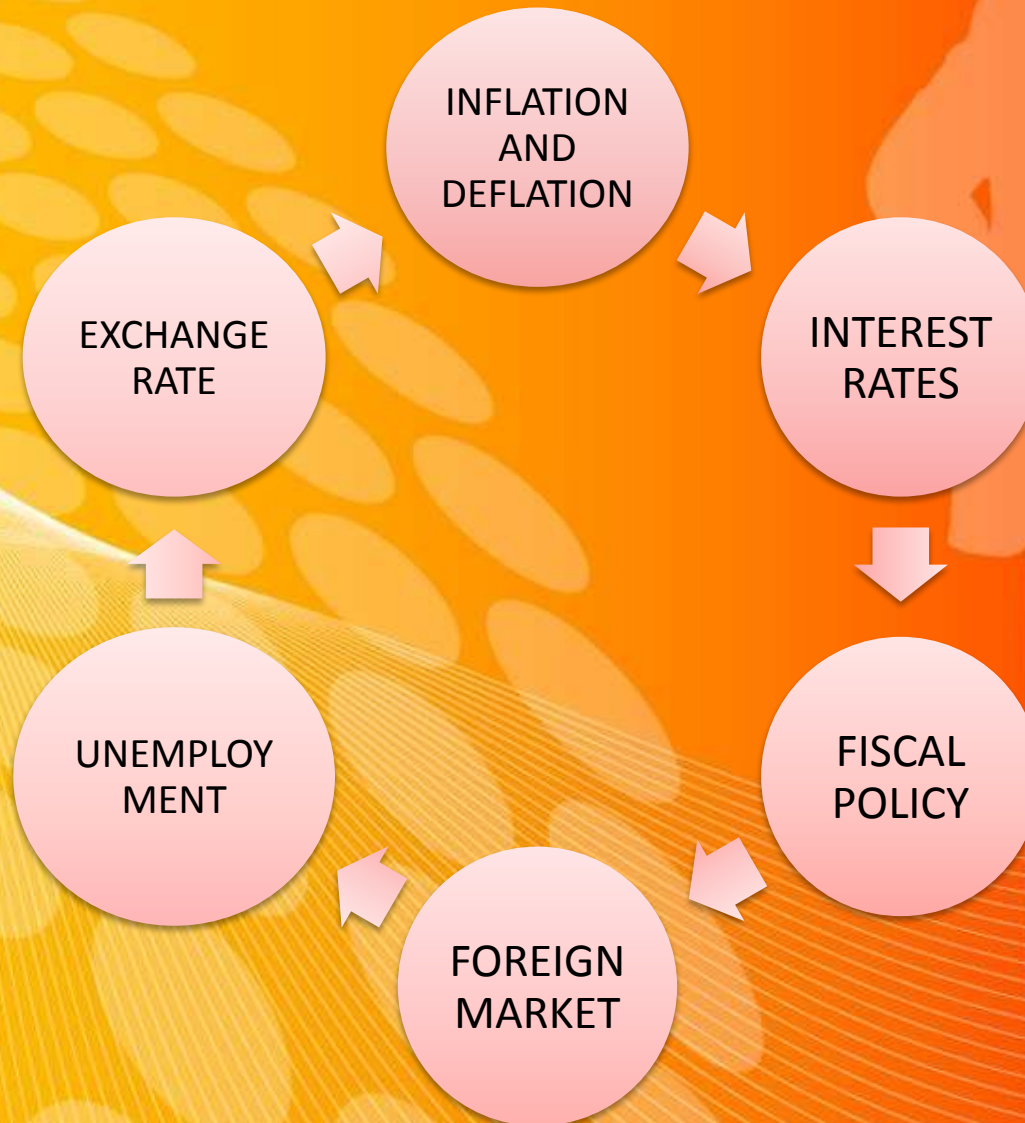 INFLATION
AND
DEFLATION
INTEREST
RATES
FISCAL
POLICY
FOREIGN
MARKET
UNEMPLOY
MENT
EXCHANGE
RATE